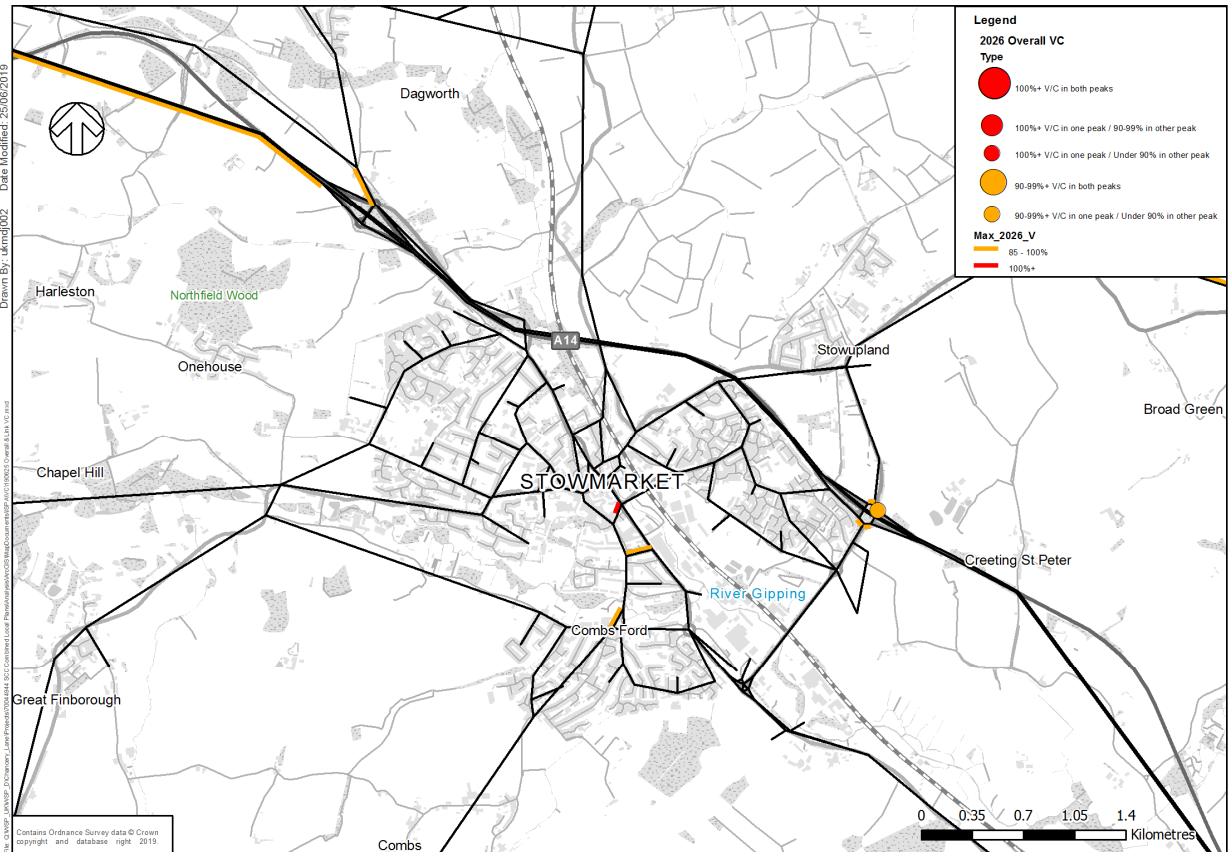 Legend
2026 Overall VC
Type
100%+ V/C in both peaks
100%+ V/C in one peak / 90-99% in other peak
100%+ V/C in one peak / Under 90% in other peak
90-99%+ V/C in both peaks
90-99%+ V/C in one peak / Under 90% in other peak
Max_2026_V
85 - 100%
100%+
Date Modified: 25/06/2019
Drawn By: ukmdj002
Dagworth
Harleston
Northfield Wood
Onehouse
A14
Stowupland
Broad Green
Chapel Hill
STOWMARKET
Creeting St Peter
River Gipping
Combs Ford
Great Finborough
Combs
0 0.35 0.7 1.05 1.4
Kilometres
Contains Ordnance Survey data © Crown
copyright and database right 2019.